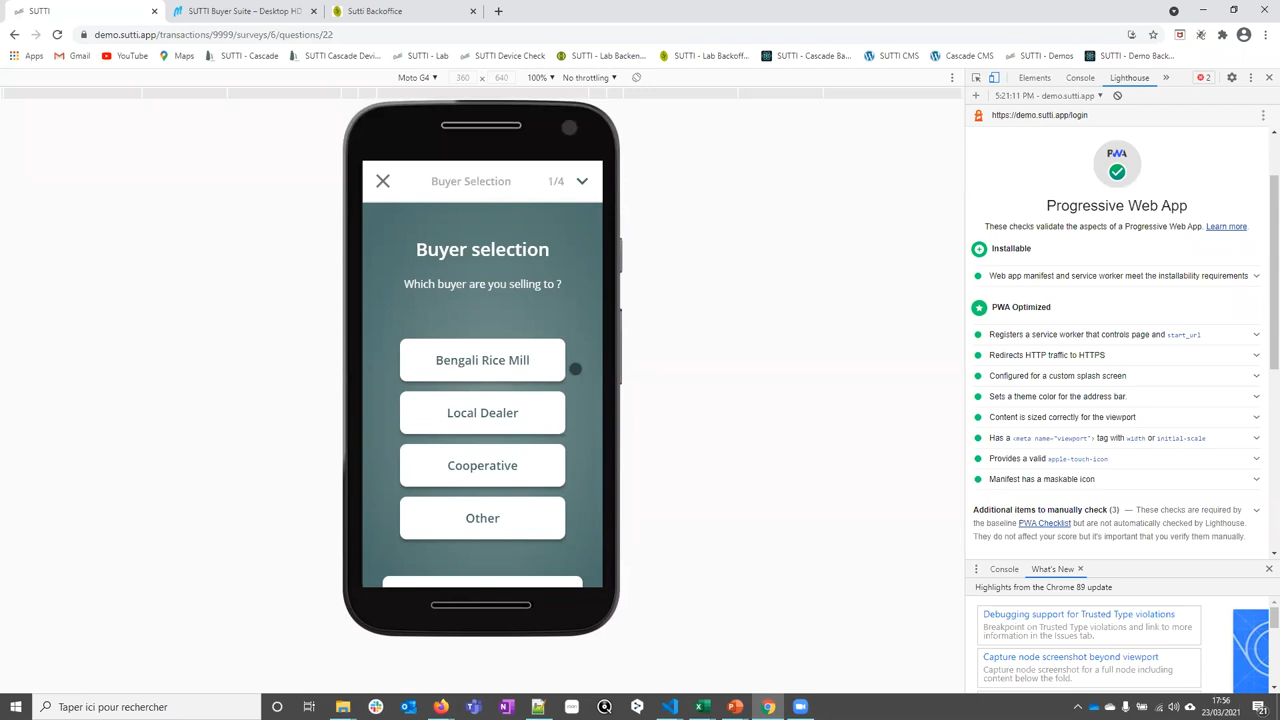 SUTTI
SUTTI Buyer Suite – Desktop HD
Sutti Backoffice
demo.sutti.app/transactions/9999/surveys/6/questions/22
Apps
Gmail
YouTube
Maps
SUTTI - Cascade
SUTTI Cascade Devi...
SUTTI - Lab
SUTTI Device Check
SUTTI - Lab Backen...
SUTTI - Lab Backoff...
SUTTI - Cascade Ba...
SUTTI CMS
Cascade CMS
SUTTI - Demos
SUTTI - Demo Back...
Moto G4
360
×
640
100%
No throttling
Elements
Console
Lighthouse
»
2
5:21:11 PM - demo.sutti.app
https://demo.sutti.app/login
PWA
Progressive Web App
These checks validate the aspects of a Progressive Web App. Learn more.
Installable
Web app manifest and service worker meet the installability requirements
PWA Optimized
Registers a service worker that controls page and start_url
Redirects HTTP traffic to HTTPS
Configured for a custom splash screen
Sets a theme color for the address bar.
Content is sized correctly for the viewport
Has a <meta name="viewport"> tag with width or initial-scale
Provides a valid apple-touch-icon
Manifest has a maskable icon
Additional items to manually check (3) — These checks are required by
the baseline PWA Checklist but are not automatically checked by Lighthouse.
They do not affect your score but it's important that you verify them manually.
Console
What's New
Highlights from the Chrome 89 update
Debugging support for Trusted Type violations
Breakpoint on Trusted Type violations and link to more
information in the Issues tab.
Capture node screenshot beyond viewport
Capture node screenshot for a full node including
content below the fold.
Buyer Selection
1/4
Buyer selection
Which buyer are you selling to ?
Bengali Rice Mill
Local Dealer
Cooperative
Other
Taper ici pour rechercher
17:56
23/03/2021